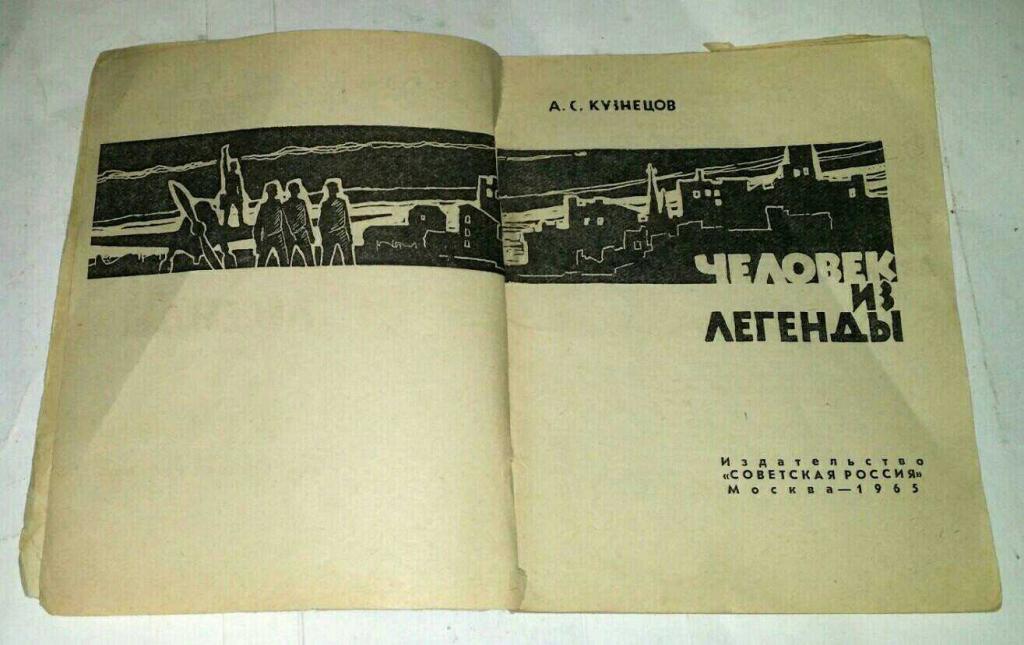 А. С. КУЗНЕЦОВ
ЧЕЛОВЕК
ИЗ
ЛЕГЕНДЫ
Издательство
«СОВЕТСКАЯ РОССИЯ»
Москва—1965